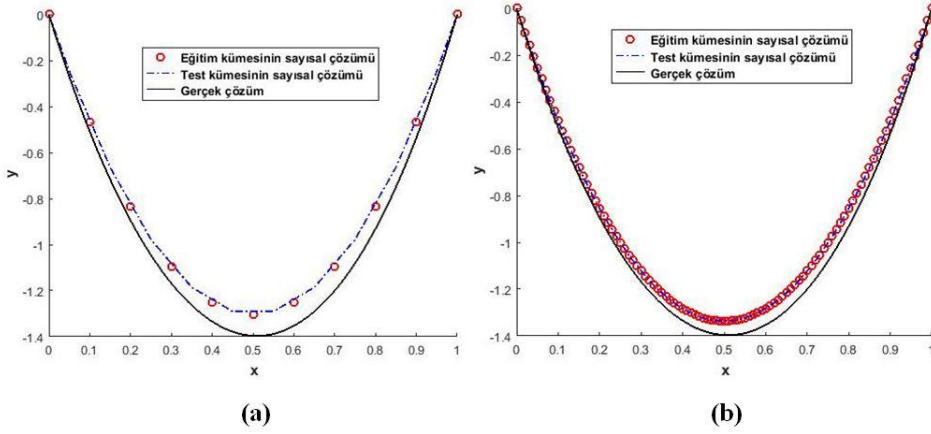 Eğitim kümesinin sayısal çözümü
Test kümesinin sayısal çözümü
Gerçek çözüm
y
0
-0.2
-0.4
-0.6
-0.8
-1
-1.2
-1.4
0 0.1 0.2 0.3 0.4 0.5 0.6 0.7 0.8 0.9 1
x
(a)
Eğitim kümesinin sayısal çözümü
Test kümesinin sayısal çözümü
Gerçek çözüm
y
0
-0.2
-0.4
-0.6
-0.8
-1
-1.2
-1.4
0 0.1 0.2 0.3 0.4 0.5 0.6 0.7 0.8 0.9 1
x
(b)